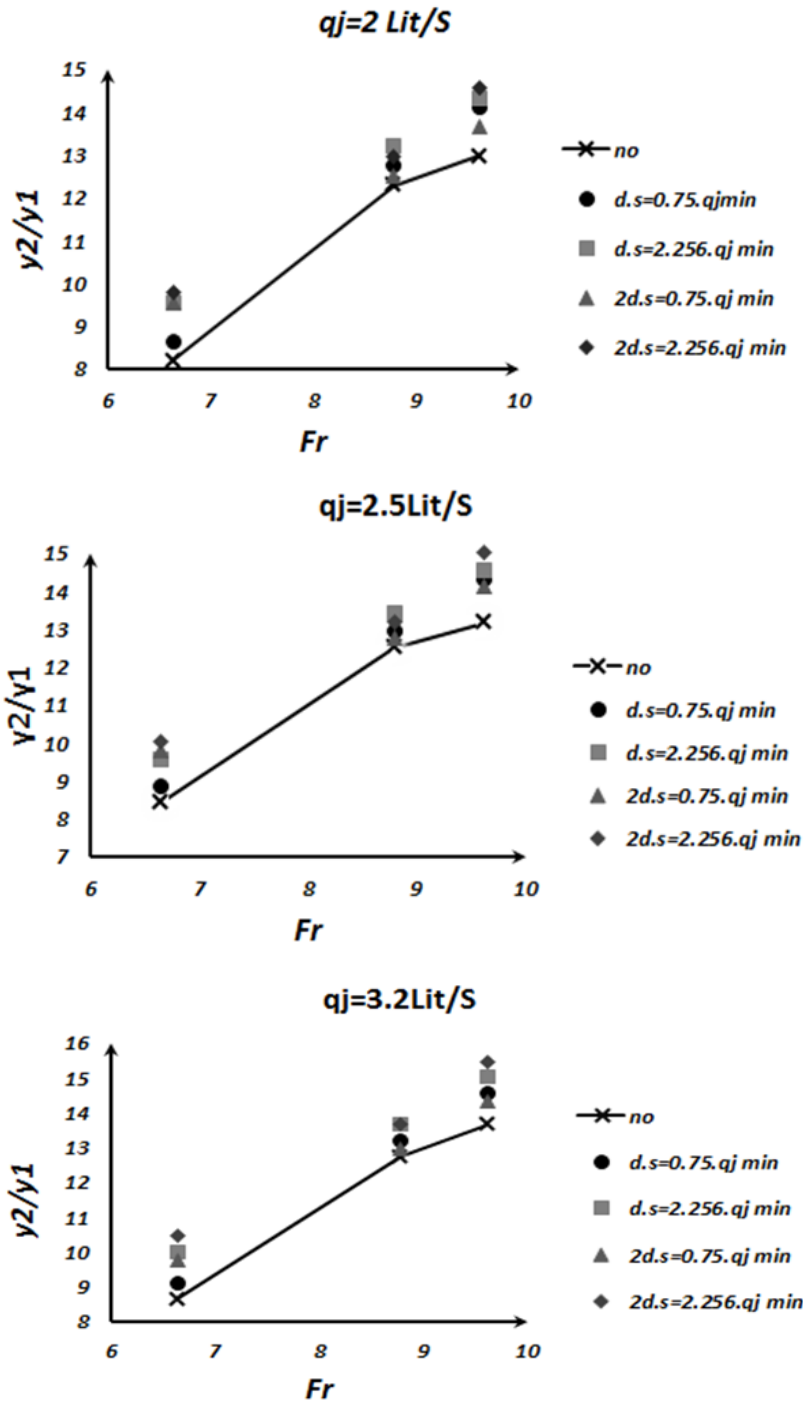 qj=2 Lit/S
15
14
13
12
11
10
9
8
6 7 8 9 10
y2/y1
Fr
no
d.s=0.75.qjmin
d.s=2.256.qj min
2d.s=0.75.qj min
2d.s=2.256.qj min
qj=2.5Lit/S
15
14
13
12
11
10
9
8
7
6 7 8 9 10
y2/y1
Fr
no
d.s=0.75.qj min
d.s=2.256.qj min
2d.s=0.75.qj min
2d.s=2.256.qj min
qj=3.2Lit/S
16
15
14
13
12
11
10
9
8
6 7 8 9 10
y2/y1
Fr
no
d.s=0.75.qj min
d.s=2.256.qj min
2d.s=0.75.qj min
2d.s=2.256.qj min